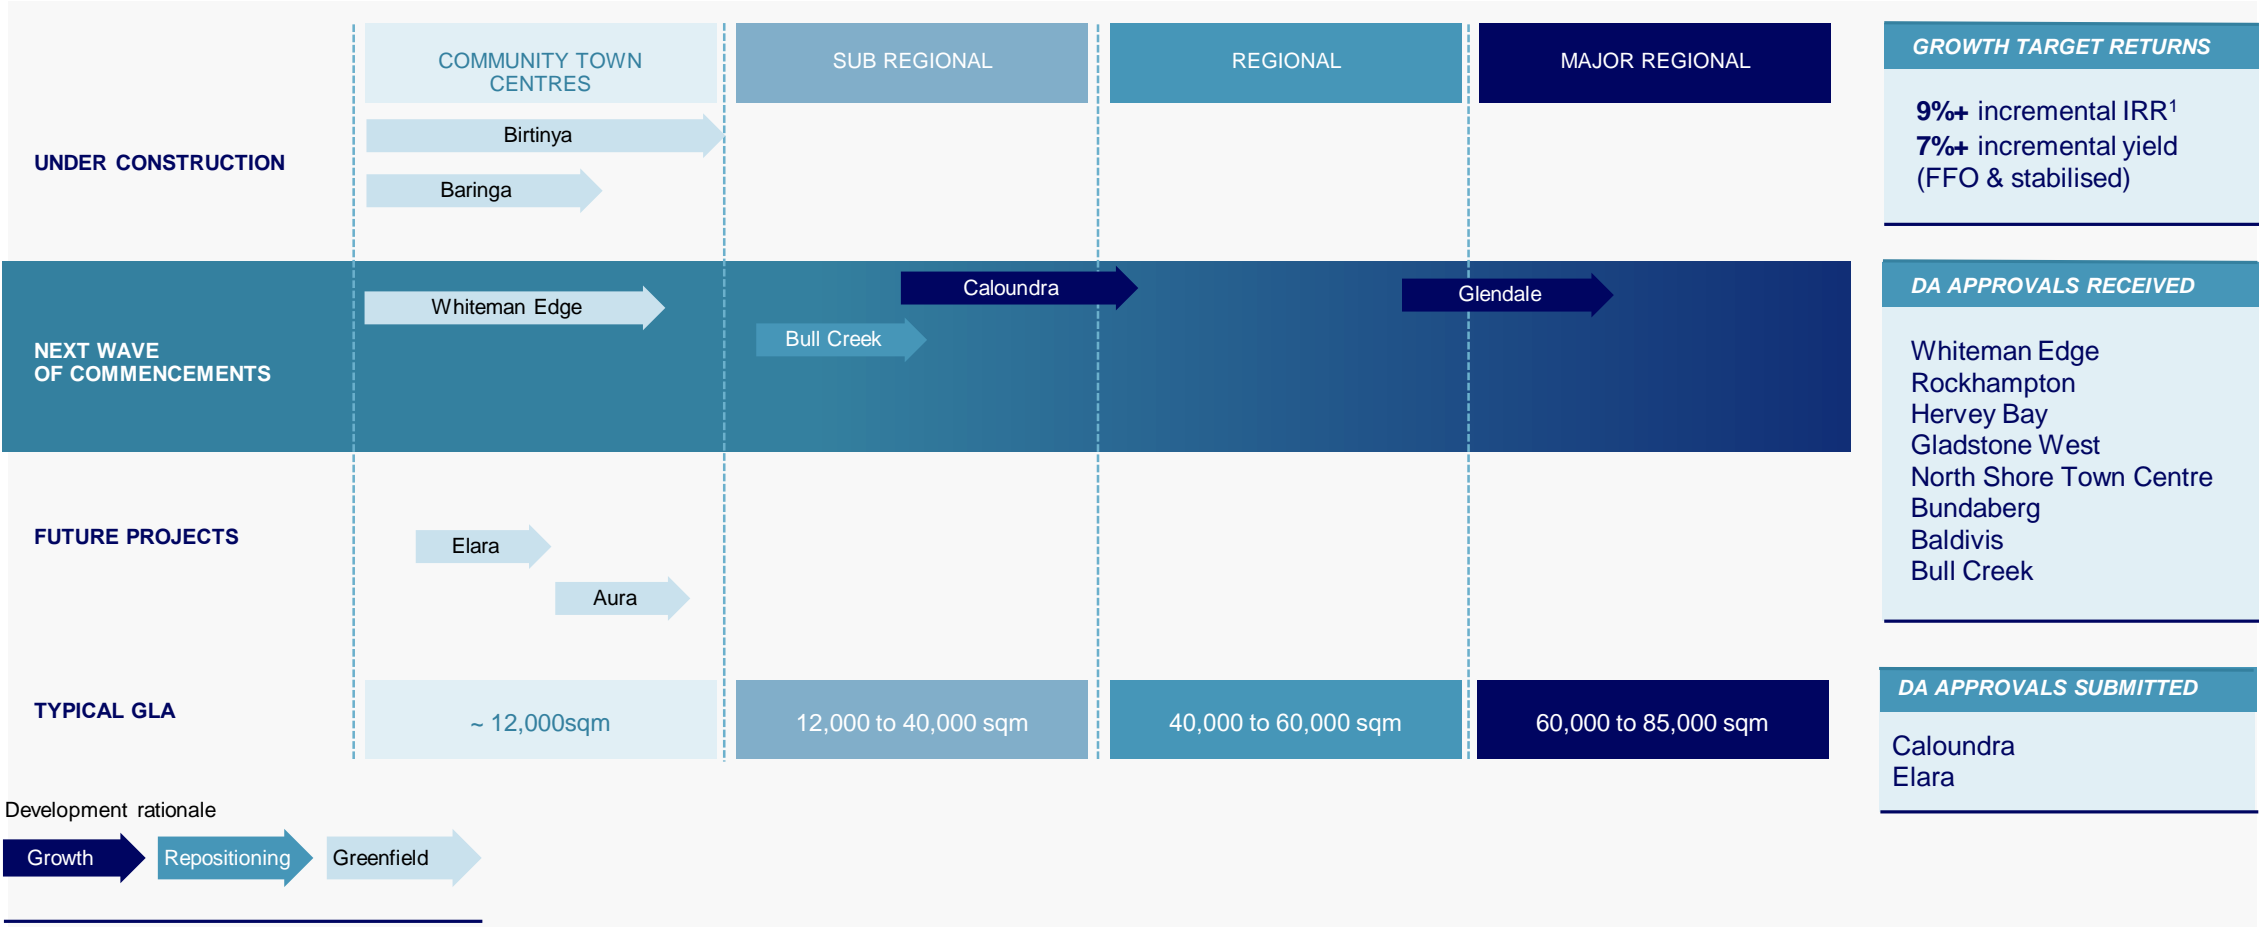 COMMUNITY TOWN
CENTRES
SUB REGIONAL
REGIONAL
MAJOR REGIONAL
UNDER CONSTRUCTION
Birtinya
Baringa
NEXT WAVE
OF COMMENCEMENTS
Whiteman Edge
Caloundra
Bull Creek
Glendale
FUTURE PROJECTS
Elara
Aura
TYPICAL GLA
~ 12,000sqm
12,000 to 40,000 sqm
40,000 to 60,000 sqm
60,000 to 85,000 sqm
Development rationale
Growth
Repositioning
Greenfield
GROWTH TARGET RETURNS
9%+ incremental IRR¹
7%+ incremental yield
(FFO & stabilised)
DA APPROVALS RECEIVED
Whiteman Edge
Rockhampton
Hervey Bay
Gladstone West
North Shore Town Centre
Bundaberg
Baldivis
Bull Creek
DA APPROVALS SUBMITTED
Caloundra
Elara